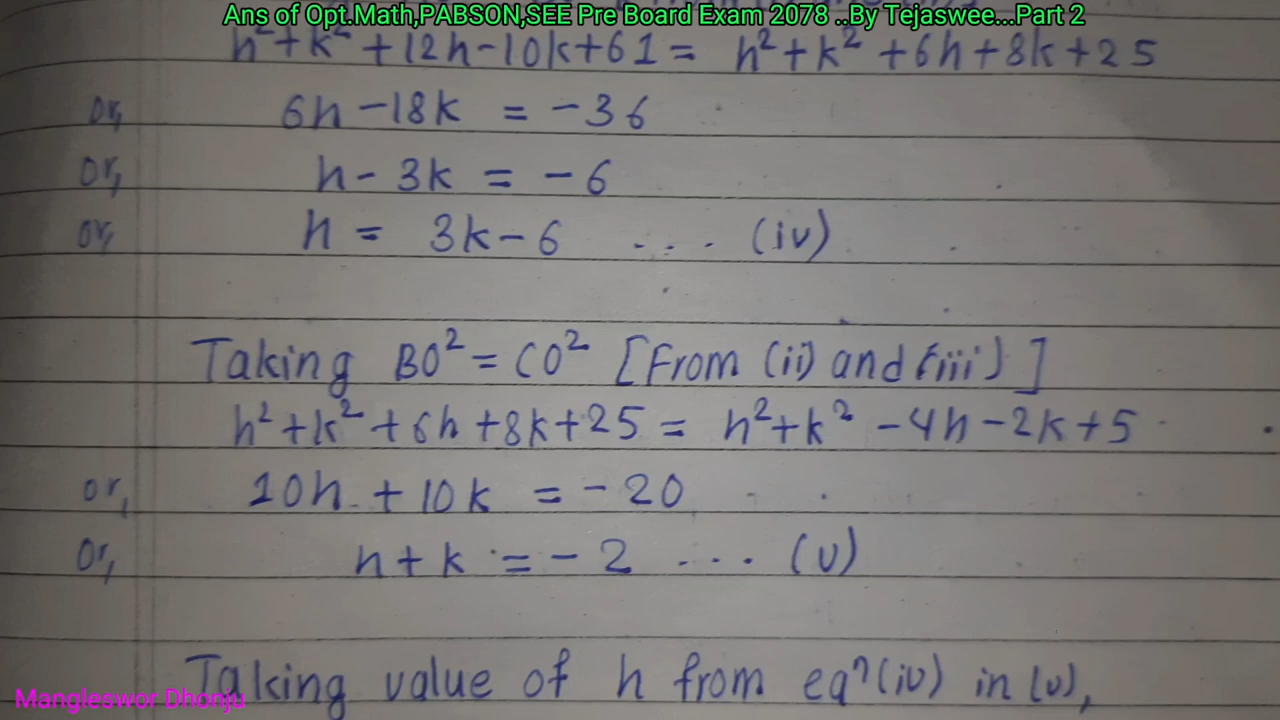 Ans of Opt.Math,PABSON,SEE Pre Board Exam 2078 ..By Tejaswee...Part 2
h²+k²+12h-10k+61= h²+k²+6h+8k+25
or, 6h-18k = -36
or, h-3k = -6
or, h = 3k-6 .... (iv)
Taking BO²=CO² [From (ii) and (iii)]
h²+k²+6h+8k+25 = h²+k²-4h-2k+5
or, 10h+10k = -20
or, h+k = -2 .... (v)
Taking value of h from eqⁿ(iv) in (v),
Mangleswor Dhonju